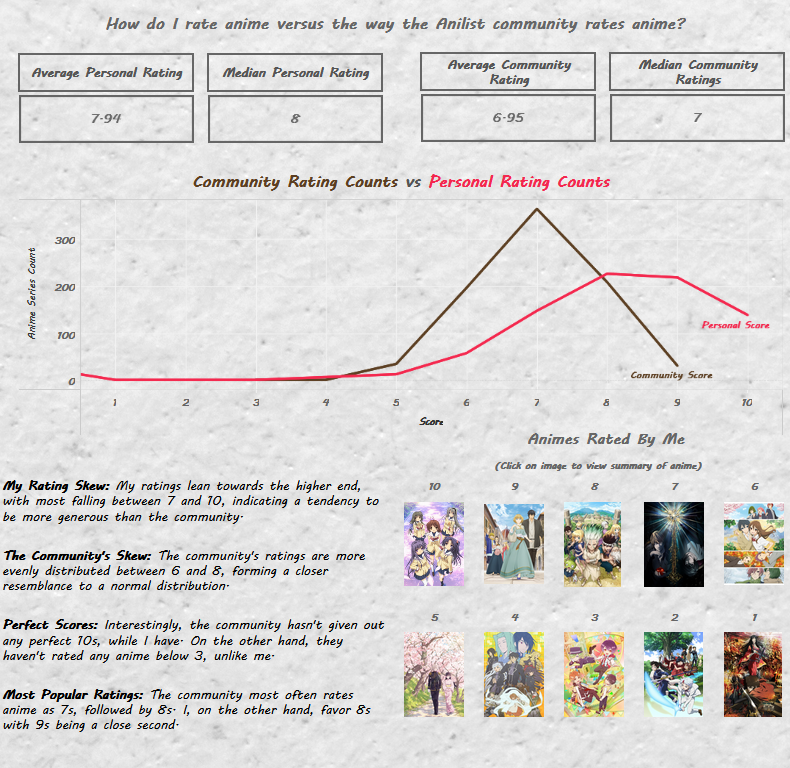 How do I rate anime versus the way the Anilist community rates anime?
Average Personal Rating
Median Personal Rating
Average Community
Rating
Median Community
Ratings
7.94
8
6.95
7
Community Rating Counts vs Personal Rating Counts
Anime Series Count
300
200
100
0
Personal Score
Community Score
1 2 3 4 5 6 7 8 9 10
Score
Animes Rated By Me
(Click on image to view summary of anime)
My Rating Skew: My ratings lean towards the higher end,
with most falling between 7 and 10, indicating a tendency to
be more generous than the community.
The Community's Skew: The community's ratings are more
evenly distributed between 6 and 8, forming a closer
resemblance to a normal distribution.
Perfect Scores: Interestingly, the community hasn't given out
any perfect 10s, while I have. On the other hand, they
haven't rated any anime below 3, unlike me.
Most Popular Ratings: The community most often rates
anime as 7s, followed by 8s. I, on the other hand, favor 8s
with 9s being a close second.
10 9 8 7 6
5 4 3 2 1